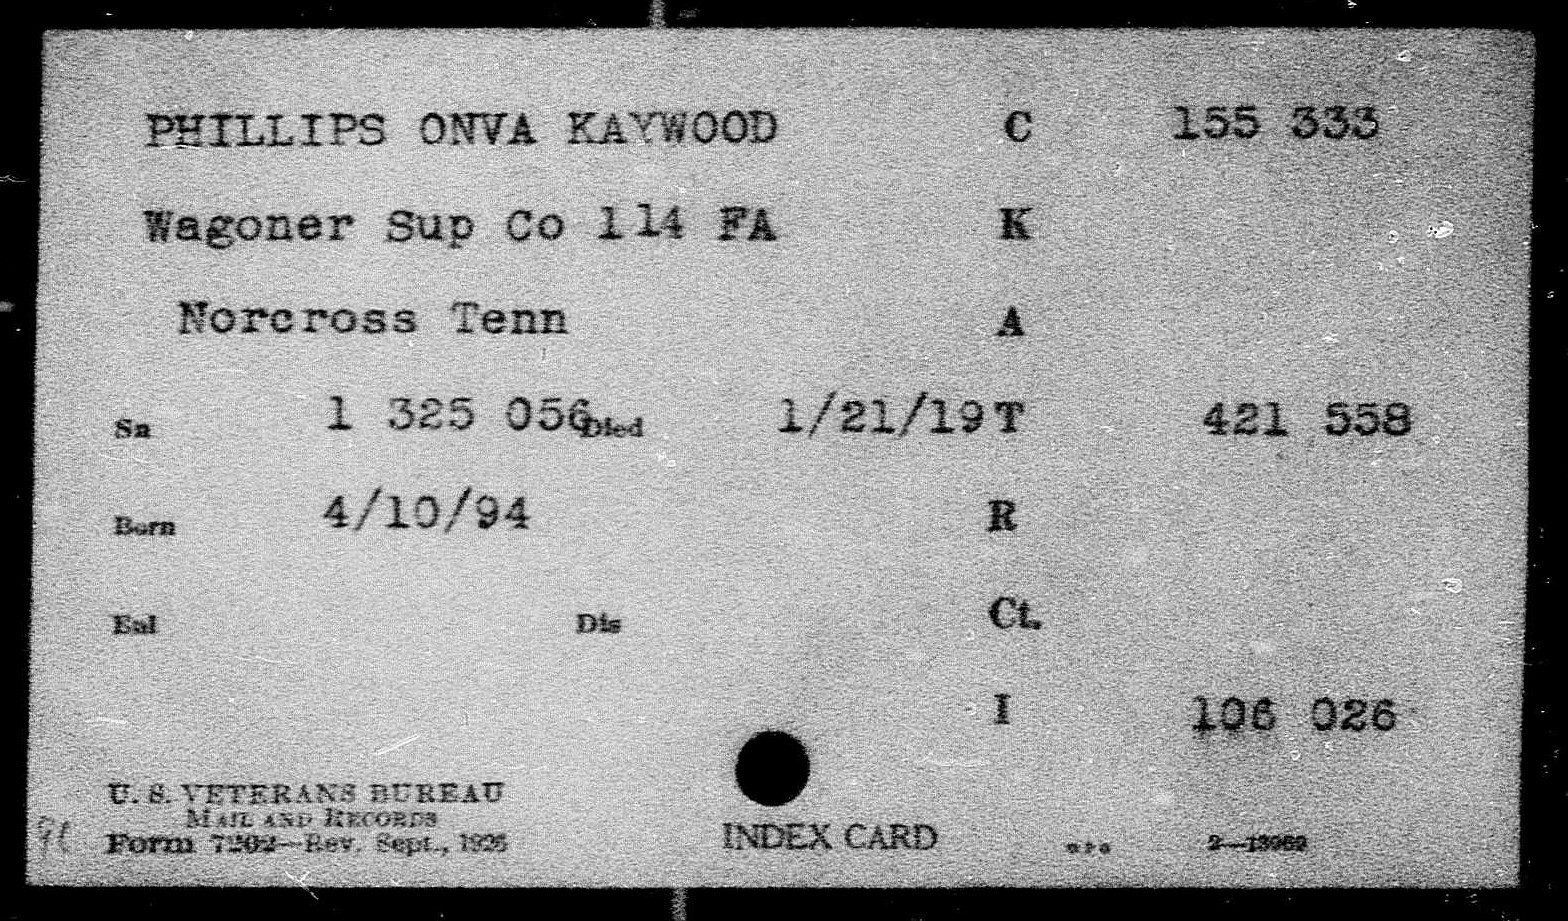 PHILLIPS ONVA KAYWOOD C 155 333
Wagoner Sup Co 114 FA K
Norcross Tenn A
Sn 1 325 056 Died 1/21/19 T 421 558
Born 4/10/94 R
Enl Dis Ct.
I 106 026
U. S. VETERANS BUREAU
MAIL AND RECORDS
Form 7202—Rev. Sept., 1926
INDEX CARD